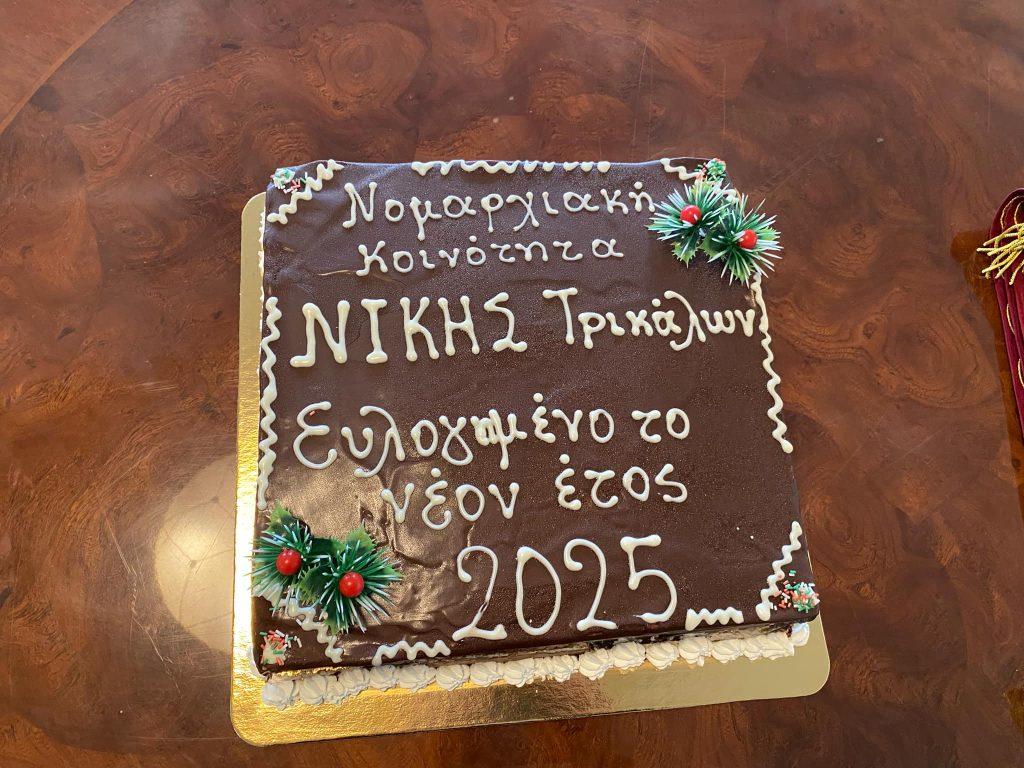 Νομαρχιακή
Κοινότητα
ΝΙΚΗΣ Τρικάλων
Ευλογημένο το
νέον έτος
2025